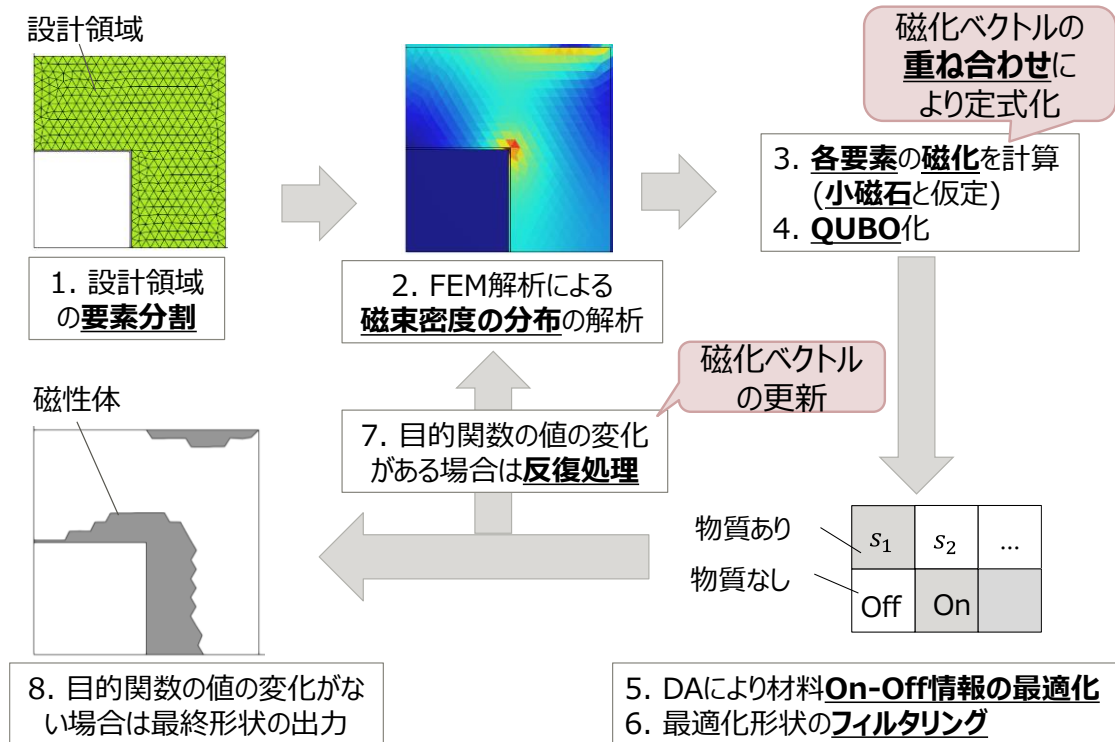 設計領域
1. 設計領域
の要素分割
2. FEM解析による
磁束密度の分布の解析
磁化ベクトルの
重ね合わせに
より定式化
3. 各要素の磁化を計算
(小磁石と仮定)
4. QUBO化
磁化ベクトル
の更新
7. 目的関数の値の変化
がある場合は反復処理
磁性体
物質あり
物質なし
s₁ s₂ ...
Off On
8. 目的関数の値の変化がな
い場合は最終形状の出力
5. DAにより材料On-Off情報の最適化
6. 最適化形状のフィルタリング